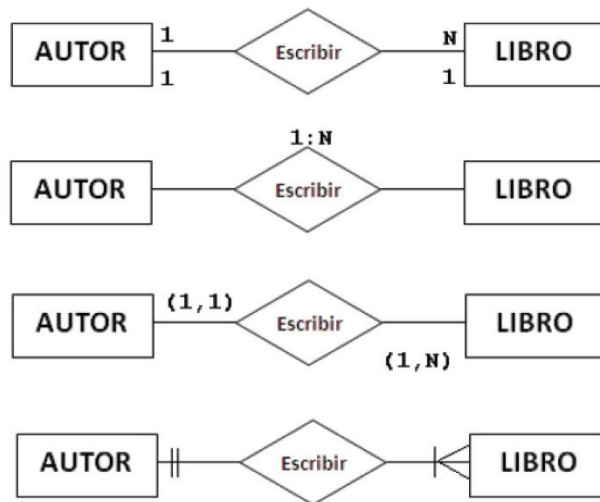 1 N
AUTOR Escribir LIBRO
1 1
1:N
AUTOR Escribir LIBRO
(1,1)
AUTOR Escribir LIBRO
(1,N)
AUTOR Escribir LIBRO